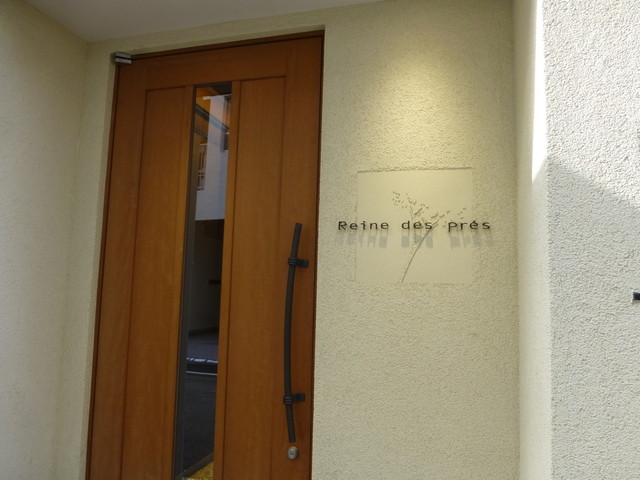 Reine des prés